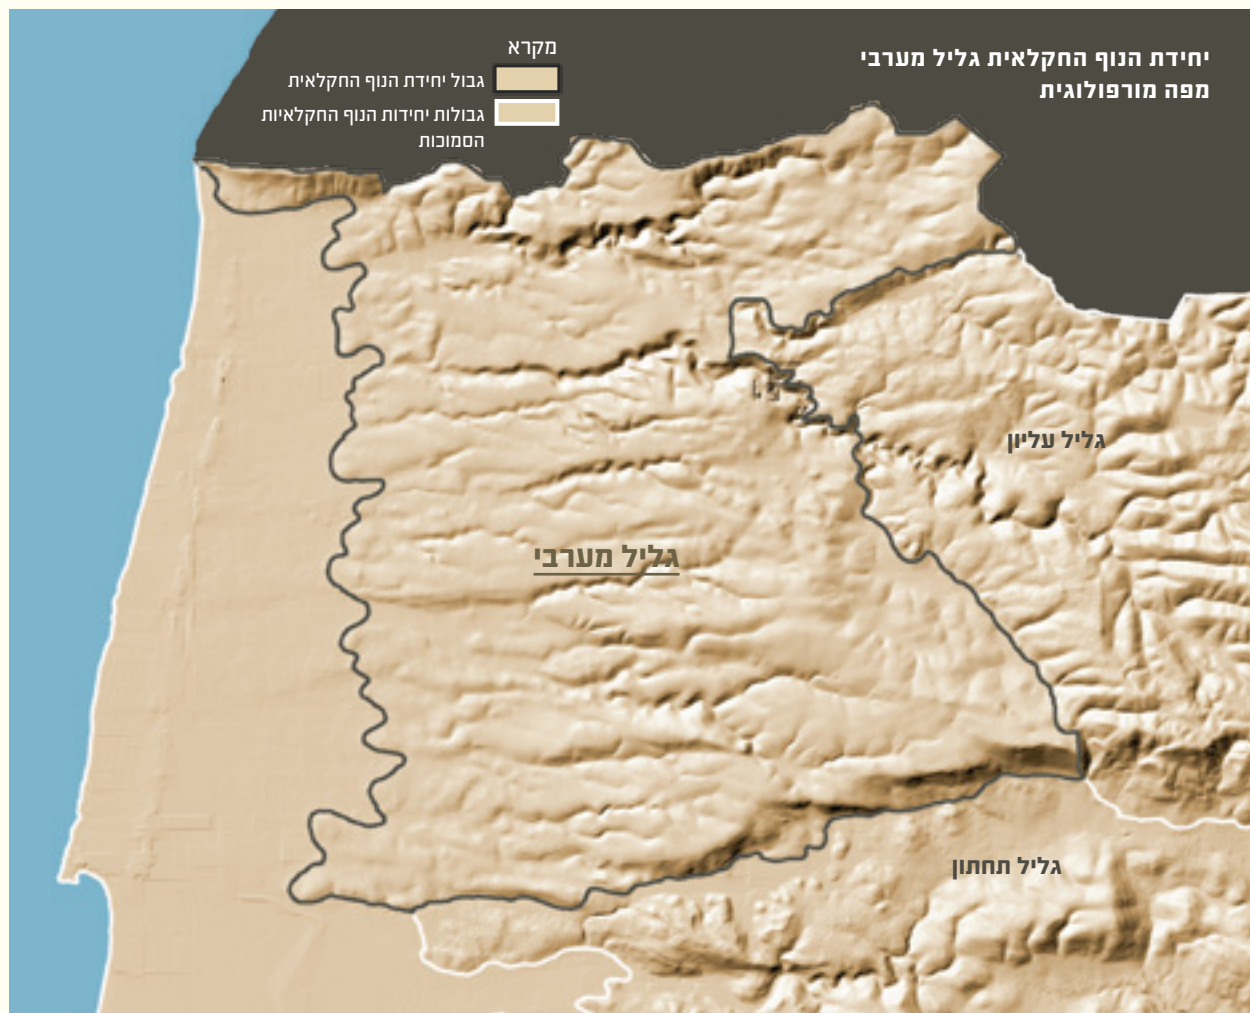 יחידת הנוף החקלאית גליל מערבי
מפה מורפולוגית
מקרא
גבול יחידת הנוף החקלאית
גבולות יחידות הנוף החקלאיות
הסמוכות
גליל עליון
גליל מערבי
גליל תחתון